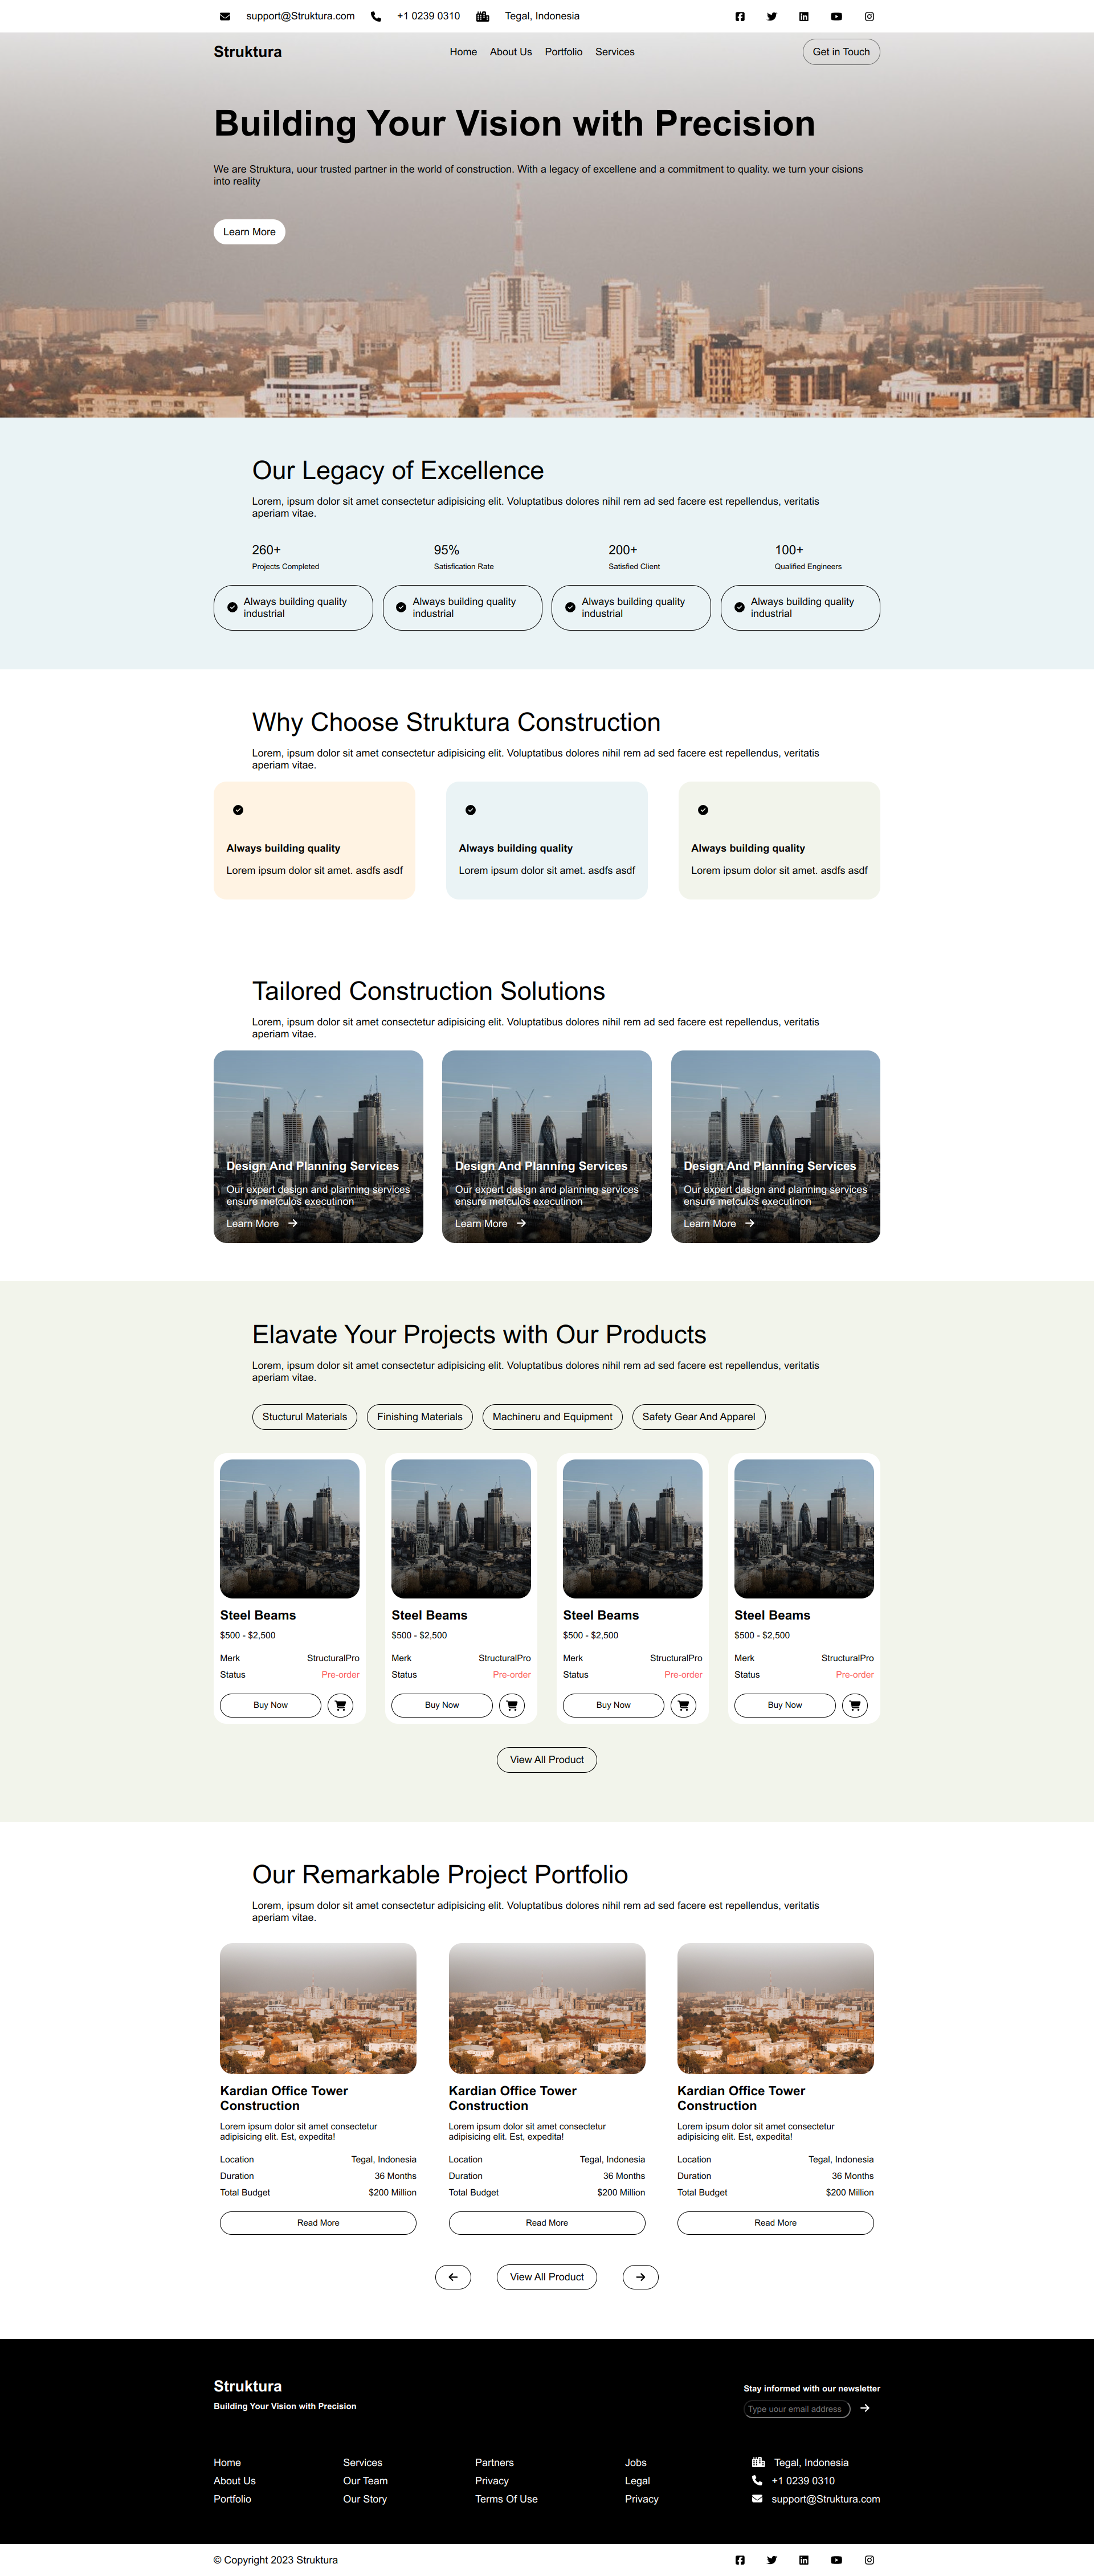 support@Struktura.com +1 0239 0310 Tegal, Indonesia
Struktura Home About Us Portfolio Services Get in Touch
Building Your Vision with Precision
We are Struktura, uour trusted partner in the world of construction. With a legacy of excellene and a commitment to quality. we turn your cisions
into reality
Learn More
Our Legacy of Excellence
Lorem, ipsum dolor sit amet consectetur adipisicing elit. Voluptatibus dolores nihil rem ad sed facere est repellendus, veritatis
aperiam vitae.
260+ 95% 200+ 100+
Projects Completed Satisfication Rate Satisfied Client Qualified Engineers
Always building quality Always building quality Always building quality Always building quality
industrial industrial industrial industrial
Why Choose Struktura Construction
Lorem, ipsum dolor sit amet consectetur adipisicing elit. Voluptatibus dolores nihil rem ad sed facere est repellendus, veritatis
aperiam vitae.
Always building quality Always building quality Always building quality
Lorem ipsum dolor sit amet. asdfs asdf Lorem ipsum dolor sit amet. asdfs asdf Lorem ipsum dolor sit amet. asdfs asdf
Tailored Construction Solutions
Lorem, ipsum dolor sit amet consectetur adipisicing elit. Voluptatibus dolores nihil rem ad sed facere est repellendus, veritatis
aperiam vitae.
Design And Planning Services Design And Planning Services Design And Planning Services
Our expert design and planning services Our expert design and planning services Our expert design and planning services
ensure metculos executinon ensure metculos executinon ensure metculos executinon
Learn More Learn More Learn More
Elavate Your Projects with Our Products
Lorem, ipsum dolor sit amet consectetur adipisicing elit. Voluptatibus dolores nihil rem ad sed facere est repellendus, veritatis
aperiam vitae.
Stucturul Materials Finishing Materials Machineru and Equipment Safety Gear And Apparel
Steel Beams Steel Beams Steel Beams Steel Beams
$500 - $2,500 $500 - $2,500 $500 - $2,500 $500 - $2,500
Merk StructuralPro Merk StructuralPro Merk StructuralPro Merk StructuralPro
Status Pre-order Status Pre-order Status Pre-order Status Pre-order
Buy Now Buy Now Buy Now Buy Now
View All Product
Our Remarkable Project Portfolio
Lorem, ipsum dolor sit amet consectetur adipisicing elit. Voluptatibus dolores nihil rem ad sed facere est repellendus, veritatis
aperiam vitae.
Kardian Office Tower Kardian Office Tower Kardian Office Tower
Construction Construction Construction
Lorem ipsum dolor sit amet consectetur Lorem ipsum dolor sit amet consectetur Lorem ipsum dolor sit amet consectetur
adipisicing elit. Est, expedita! adipisicing elit. Est, expedita! adipisicing elit. Est, expedita!
Location Tegal, Indonesia Location Tegal, Indonesia Location Tegal, Indonesia
Duration 36 Months Duration 36 Months Duration 36 Months
Total Budget $200 Million Total Budget $200 Million Total Budget $200 Million
Read More Read More Read More
View All Product
Struktura Stay informed with our newsletter
Building Your Vision with Precision Type uour email address
Home Services Partners Jobs Tegal, Indonesia
About Us Our Team Privacy Legal +1 0239 0310
Portfolio Our Story Terms Of Use Privacy support@Struktura.com
© Copyright 2023 Struktura